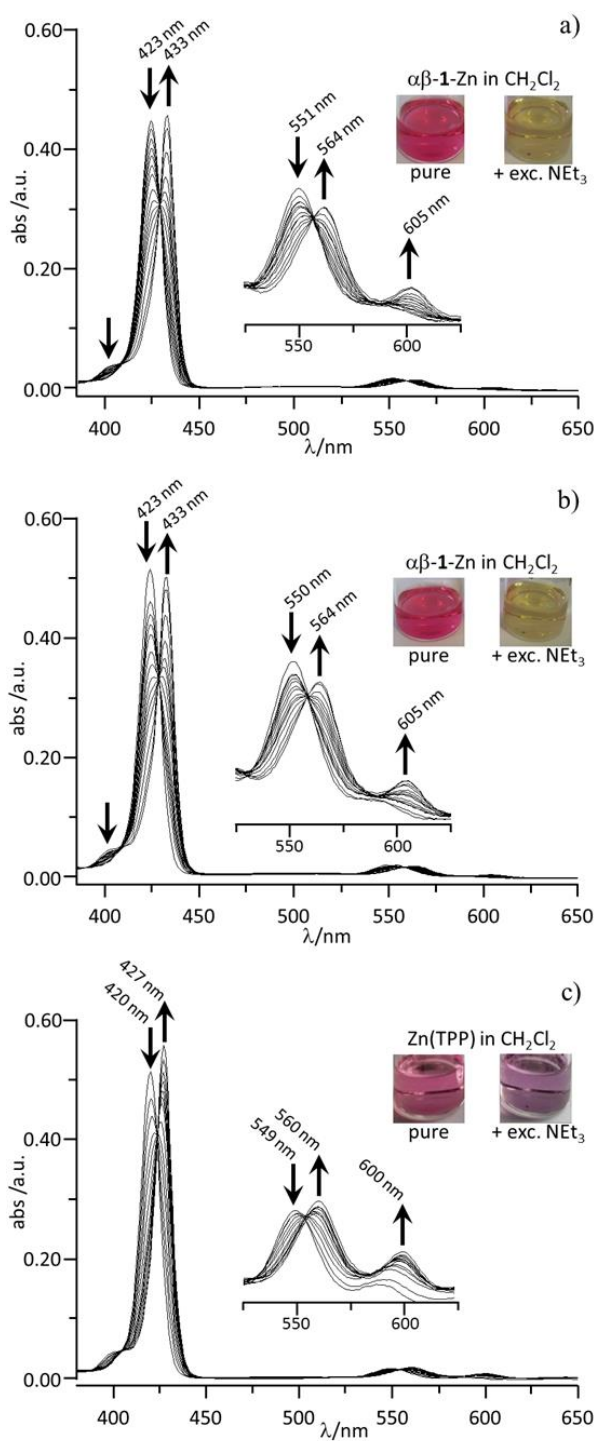 a)
0.60
423 nm
433 nm
αβ-1-Zn in CH₂Cl₂
551 nm
564 nm
pure
+ exc. NEt₃
0.40
605 nm
abs /a.u.
0.20
550
600
0.00
400
450
500
550
600
650
λ/nm
b)
0.60
423 nm
433 nm
αβ-1-Zn in CH₂Cl₂
550 nm
564 nm
pure
+ exc. NEt₃
0.40
605 nm
abs /a.u.
0.20
550
600
0.00
400
450
500
550
600
650
λ/nm
c)
427 nm
420 nm
0.60
Zn(TPP) in CH₂Cl₂
560 nm
549 nm
600 nm
pure
+ exc. NEt₃
0.40
abs /a.u.
0.20
550
600
0.00
400
450
500
550
600
650
λ/nm